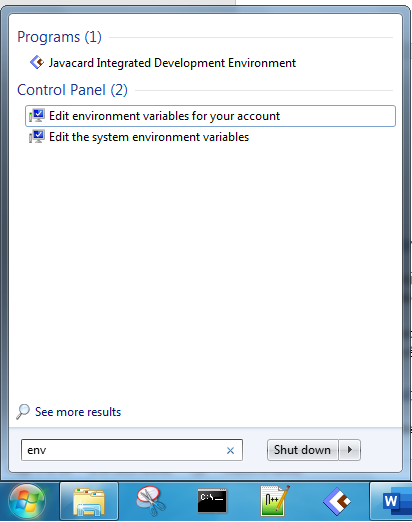 Programs (1)
Javacard Integrated Development Environment
Control Panel (2)
Edit environment variables for your account
Edit the system environment variables
See more results
env
Shut down
C:\_
W